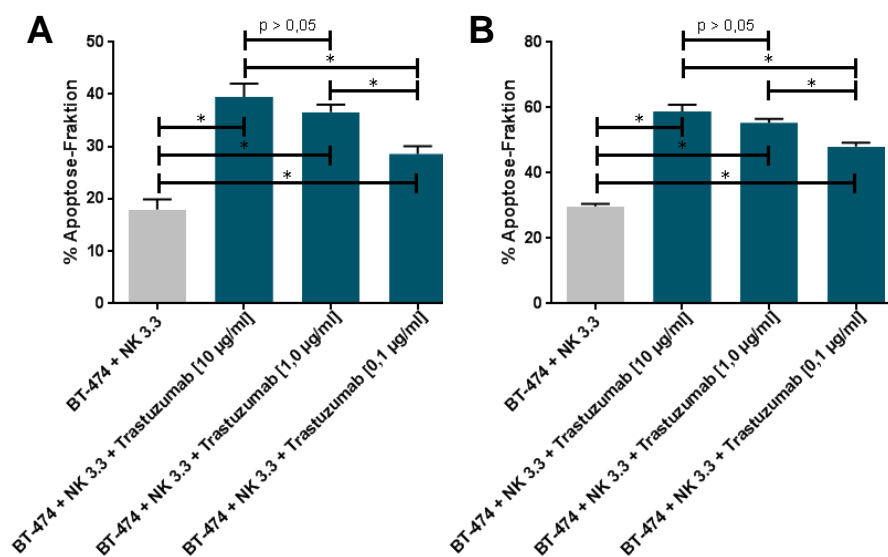 A
p > 0,05
50
*
40
*
*
30
*
*
20
10
0
% Apoptose-Fraktion
BT-474 + NK 3.3
BT-474 + NK 3.3 + Trastuzumab [10 µg/ml]
BT-474 + NK 3.3 + Trastuzumab [1,0 µg/ml]
BT-474 + NK 3.3 + Trastuzumab [0,1 µg/ml]
B
p > 0,05
80
*
*
60
*
*
40
*
20
0
% Apoptose-Fraktion
BT-474 + NK 3.3
BT-474 + NK 3.3 + Trastuzumab [10 µg/ml]
BT-474 + NK 3.3 + Trastuzumab [1,0 µg/ml]
BT-474 + NK 3.3 + Trastuzumab [0,1 µg/ml]